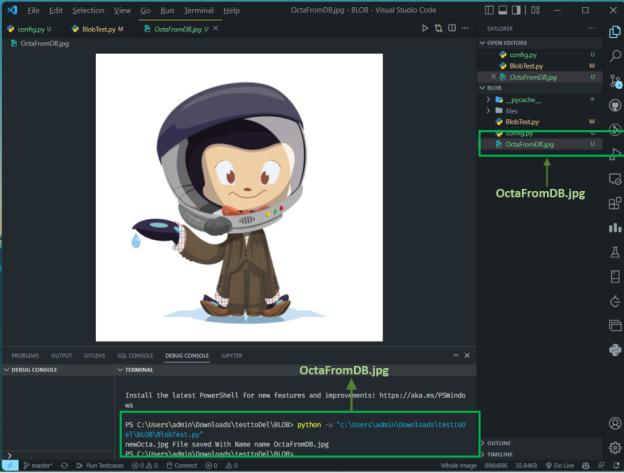 File Edit Selection View Go Run Terminal Help OctaFromDB.jpg - BLOB - Visual Studio Code
config.py U BlobTest.py M OctaFromDB.jpg U
OctaFromDB.jpg
EXPLORER
OPEN EDITORS
config.py U
BlobTest.py M
OctaFromDB.jpg U
BLOB
__pycache__
files
BlobTest.py M
config.py U
OctaFromDB.jpg U
OctaFromDB.jpg
PROBLEMS OUTPUT GITLENS SQL CONSOLE DEBUG CONSOLE JUPYTER
DEBUG CONSOLE
TERMINAL
OctaFromDB.jpg
Install the latest PowerShell for new features and improvements! https://aka.ms/PSWindo
ws
PS C:\Users\admin\Downloads\testtoDel\BLOB> python -u "c:\Users\admin\Downloads\testtoD
el\BLOB\BlobTest.py"
newOcta.jpg File saved With Name name OctaFromDB.jpg
PS C:\Users\admin\Downloads\testtoDel\BLOB>
OUTLINE
TIMELINE
master* Run Testcases 0 0 Connect 0 0 Whole Image 896x896 35.84KB Go Live